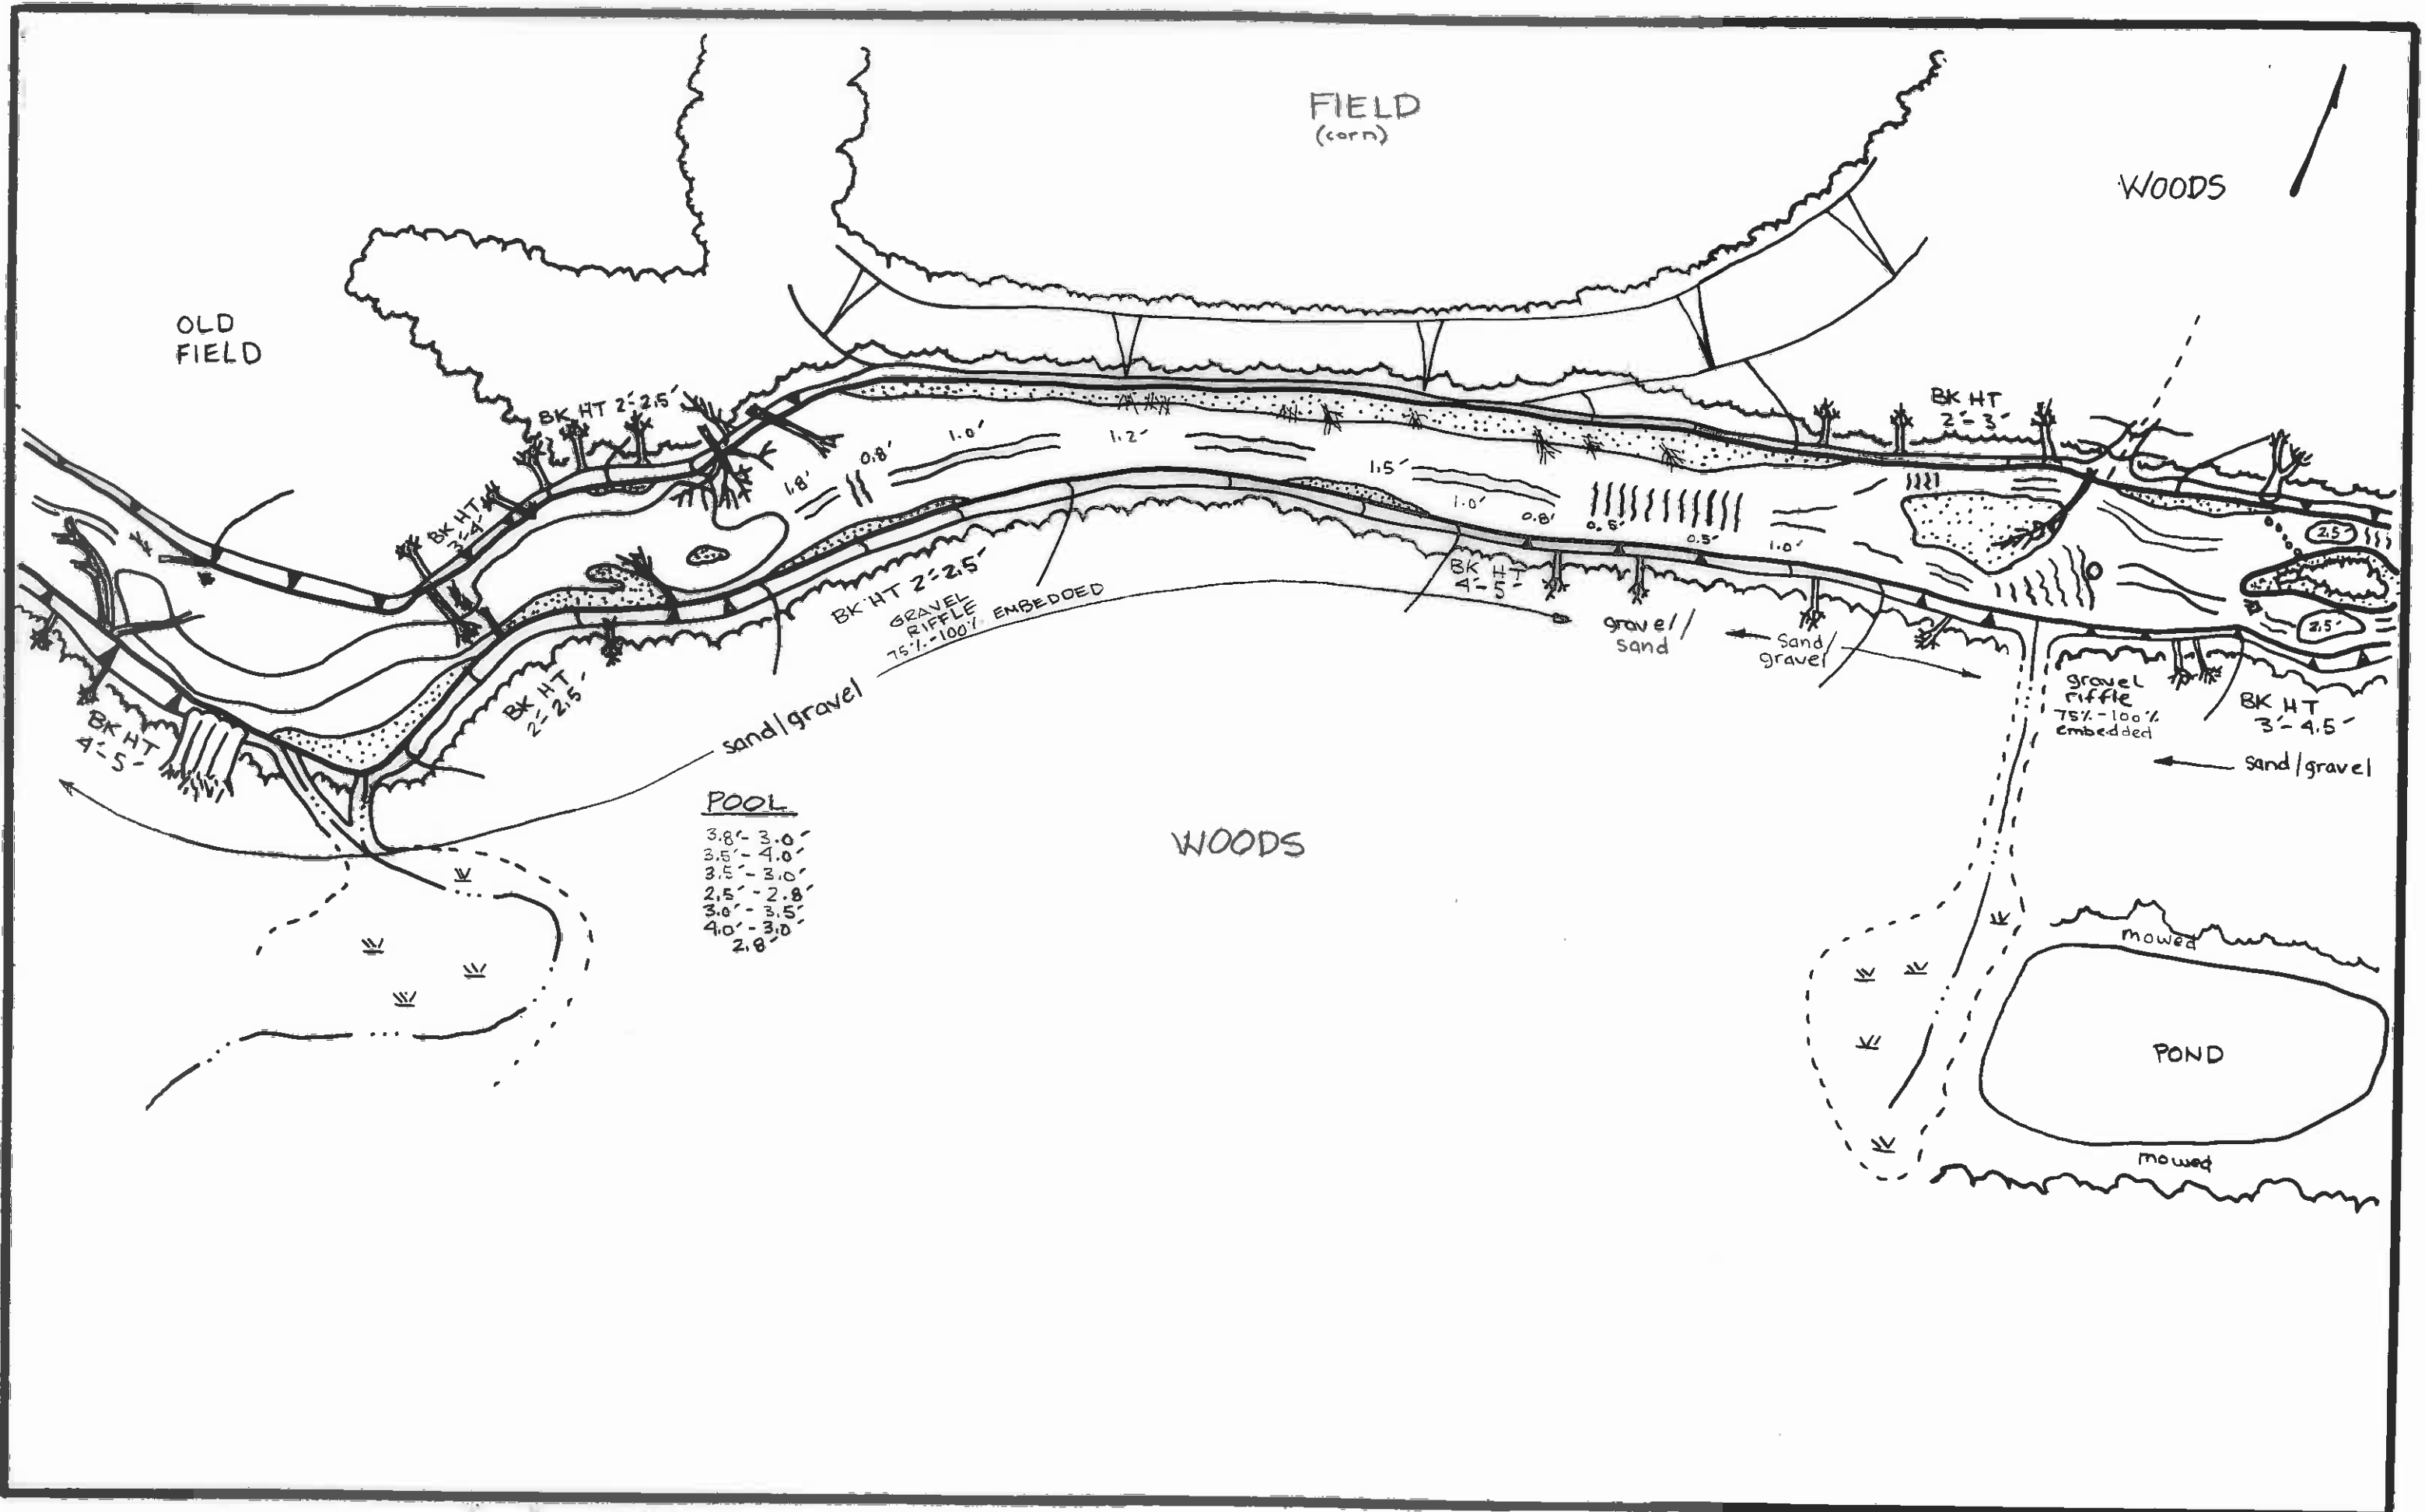 FIELD
(corn)
WOODS
OLD
FIELD
BK HT 2'-2.5'
BK HT
2'-3'
BK HT
3'-4'
1.8'
0.8'
1.0'
1.2'
1.5'
1.0'
0.8'
0.5'
0.5'
1.0'
2.5'
2.5'
BK HT 2'-2.5'
GRAVEL
RIFFLE
75%-100% EMBEDDED
BK HT
4'-5'
gravel/
sand
sand/
gravel
gravel
riffle
75%-100%
embedded
BK HT
3'-4.5'
sand/gravel
BK HT
4'-5'
BK HT
2'-2.5'
sand/gravel
POOL
3.8'-3.0'
3.5'-4.0'
3.5'-3.0'
2.5'-2.8'
3.0'-3.5'
4.0'-3.0'
2.8'
WOODS
mowed
POND
mowed